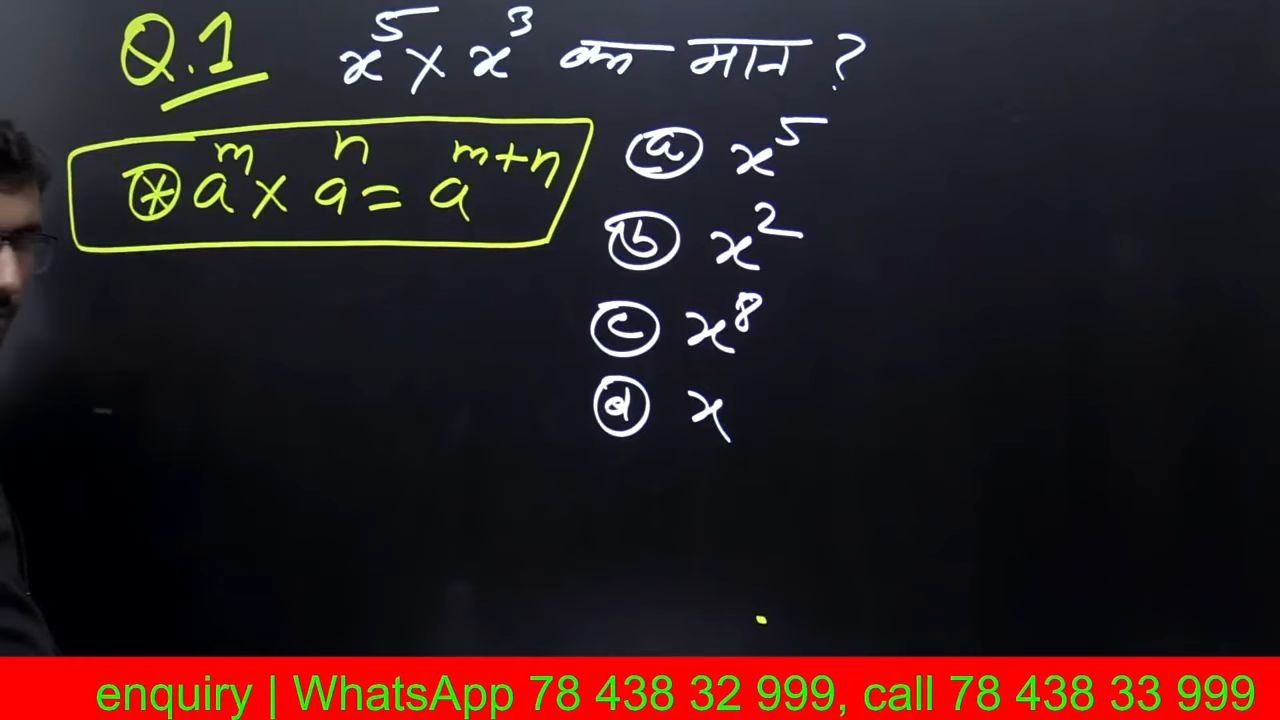 Q.1 x⁵ × x³ का मान ?
⊛ aᵐ × aⁿ = aᵐ⁺ⁿ
ⓐ x⁵
ⓑ x²
ⓒ x⁸
ⓓ x
enquiry | WhatsApp 78 438 32 999, call 78 438 33 999